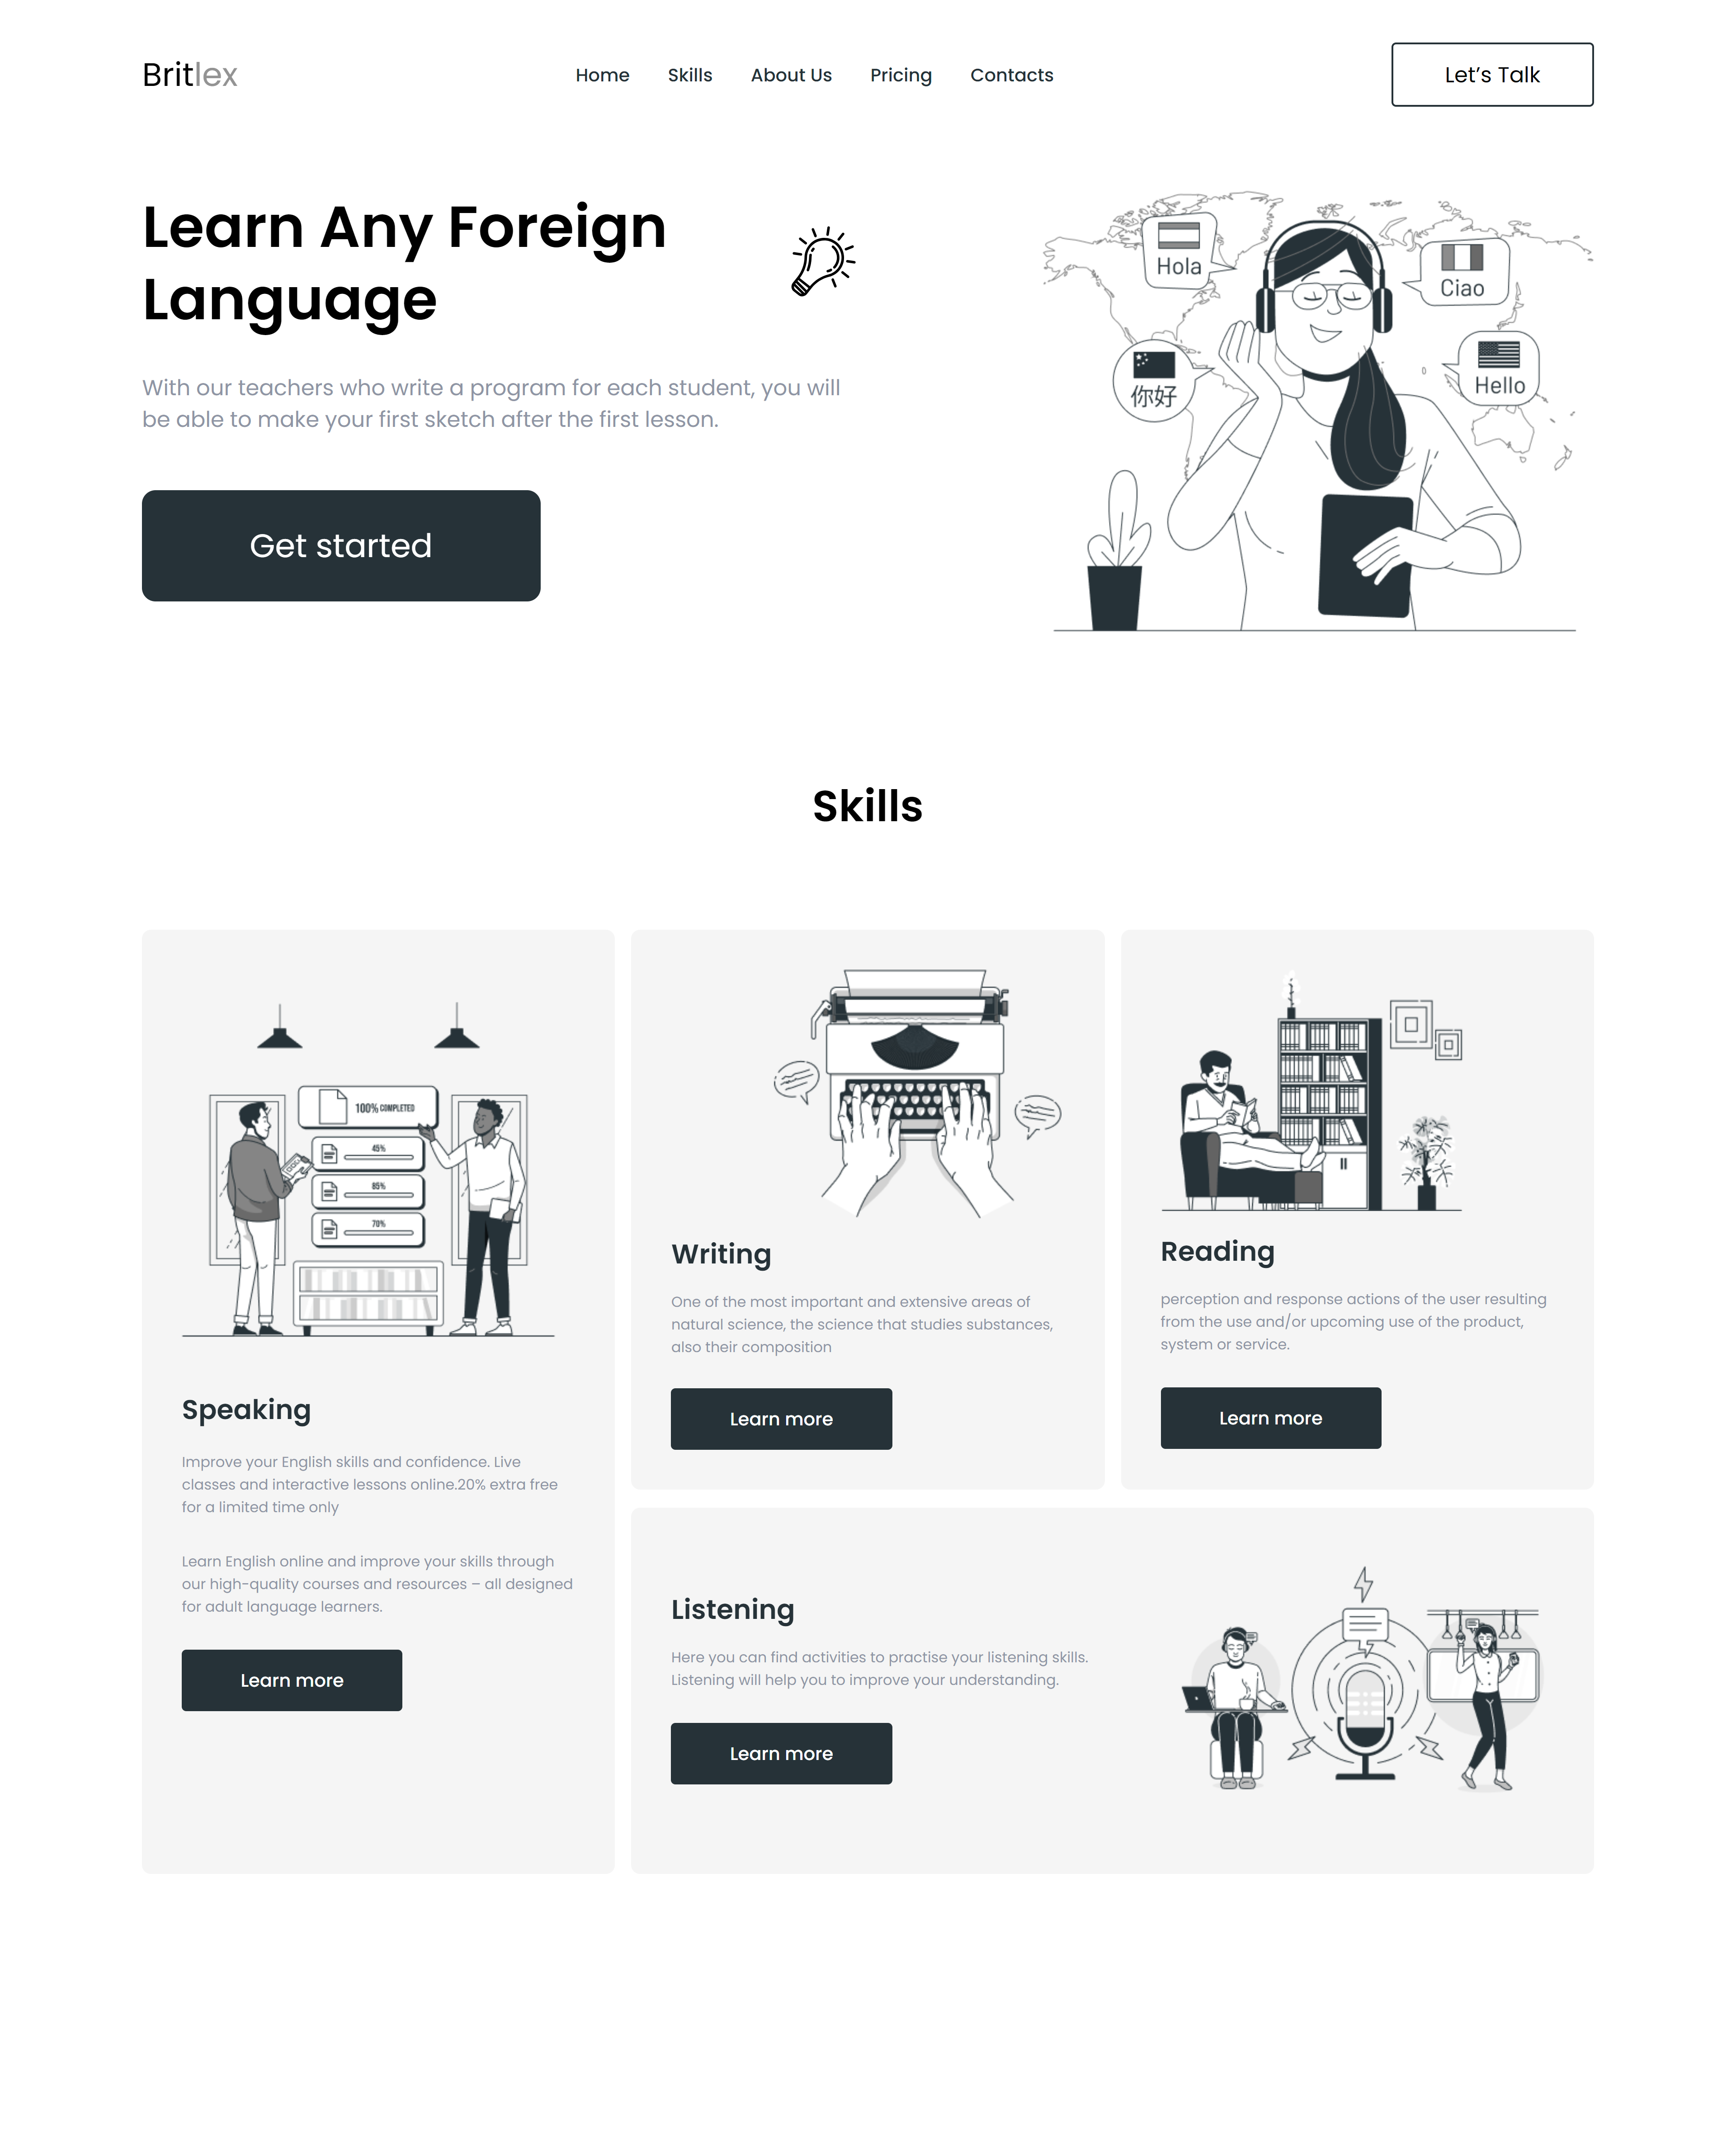 Britlex
Home Skills About Us Pricing Contacts
Let’s Talk
Learn Any Foreign
Language
With our teachers who write a program for each student, you will
be able to make your first sketch after the first lesson.
Get started
Hola
Ciao
你好
Hello
Skills
100% COMPLETED
45%
85%
70%
Speaking
Improve your English skills and confidence. Live
classes and interactive lessons online.20% extra free
for a limited time only
Learn English online and improve your skills through
our high-quality courses and resources – all designed
for adult language learners.
Learn more
Writing
One of the most important and extensive areas of
natural science, the science that studies substances,
also their composition
Learn more
Reading
perception and response actions of the user resulting
from the use and/or upcoming use of the product,
system or service.
Learn more
Listening
Here you can find activities to practise your listening skills.
Listening will help you to improve your understanding.
Learn more